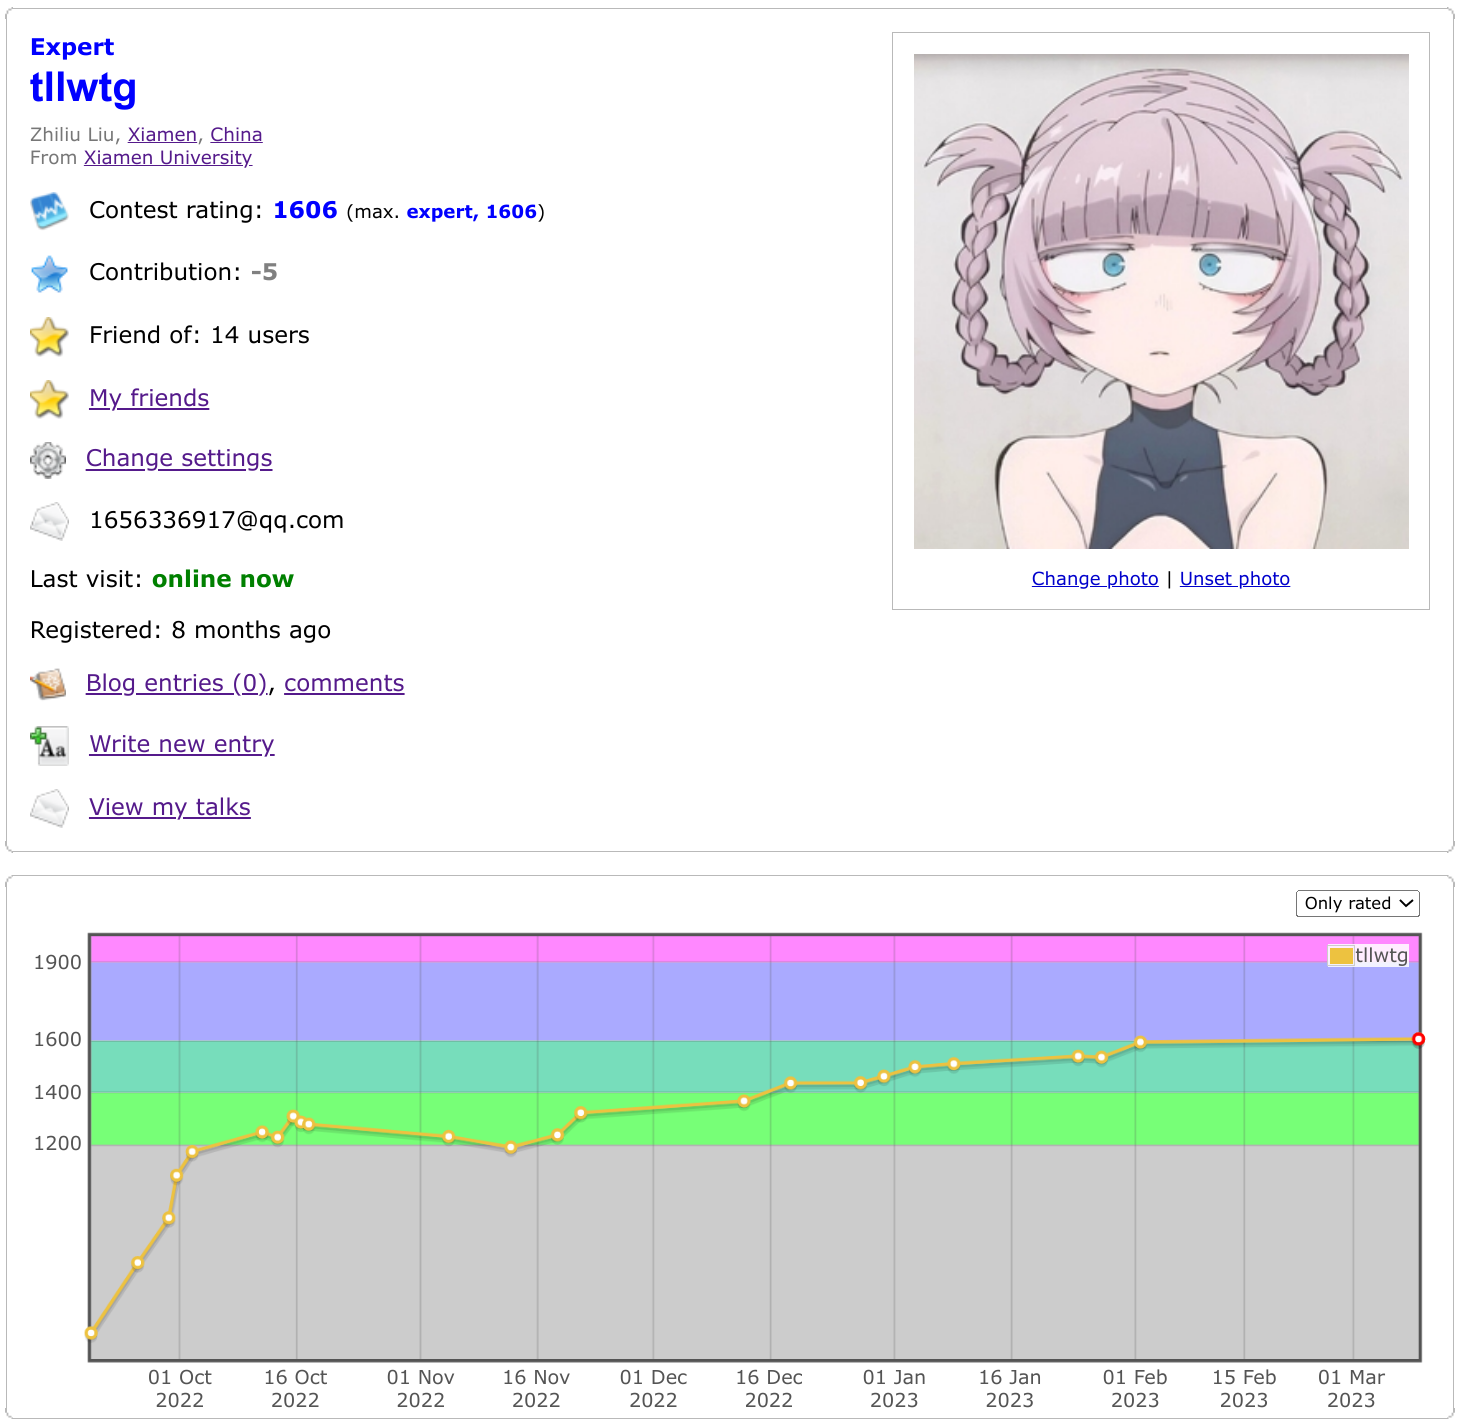 Expert
tllwtg
Zhiliu Liu, Xiamen, China
From Xiamen University
Contest rating: 1606 (max. expert, 1606)
Contribution: -5
Friend of: 14 users
My friends
Change settings
1656336917@qq.com
Last visit: online now
Registered: 8 months ago
Blog entries (0), comments
Aa Write new entry
View my talks
Change photo | Unset photo
Only rated
tllwtg
1900
1600
1400
1200
01 Oct 2022
16 Oct 2022
01 Nov 2022
16 Nov 2022
01 Dec 2022
16 Dec 2022
01 Jan 2023
16 Jan 2023
01 Feb 2023
15 Feb 2023
01 Mar 2023